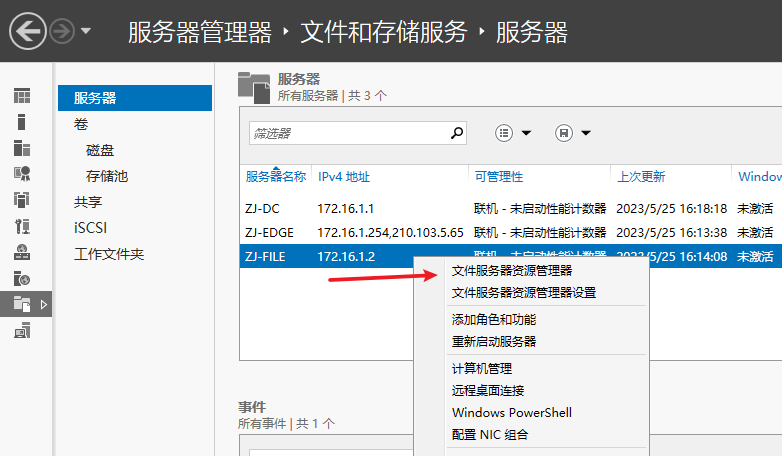 服务器管理器 ‣ 文件和存储服务 ‣ 服务器
服务器
卷
磁盘
存储池
共享
iSCSI
工作文件夹
服务器
所有服务器 | 共 3 个
筛选器
服务器名称 IPv4 地址 可管理性 上次更新 Window
ZJ-DC 172.16.1.1 联机 - 未启动性能计数器 2023/5/25 16:18:18 未激活
ZJ-EDGE 172.16.1.254,210.103.5.65 联机 - 未启动性能计数器 2023/5/25 16:13:38 未激活
ZJ-FILE 172.16.1.2 联机 - 未启动性能计数器 2023/5/25 16:14:08 未激活
文件服务器资源管理器
文件服务器资源管理器设置
添加角色和功能
重新启动服务器
计算机管理
远程桌面连接
Windows PowerShell
配置 NIC 组合
事件
所有事件 | 共 1 个